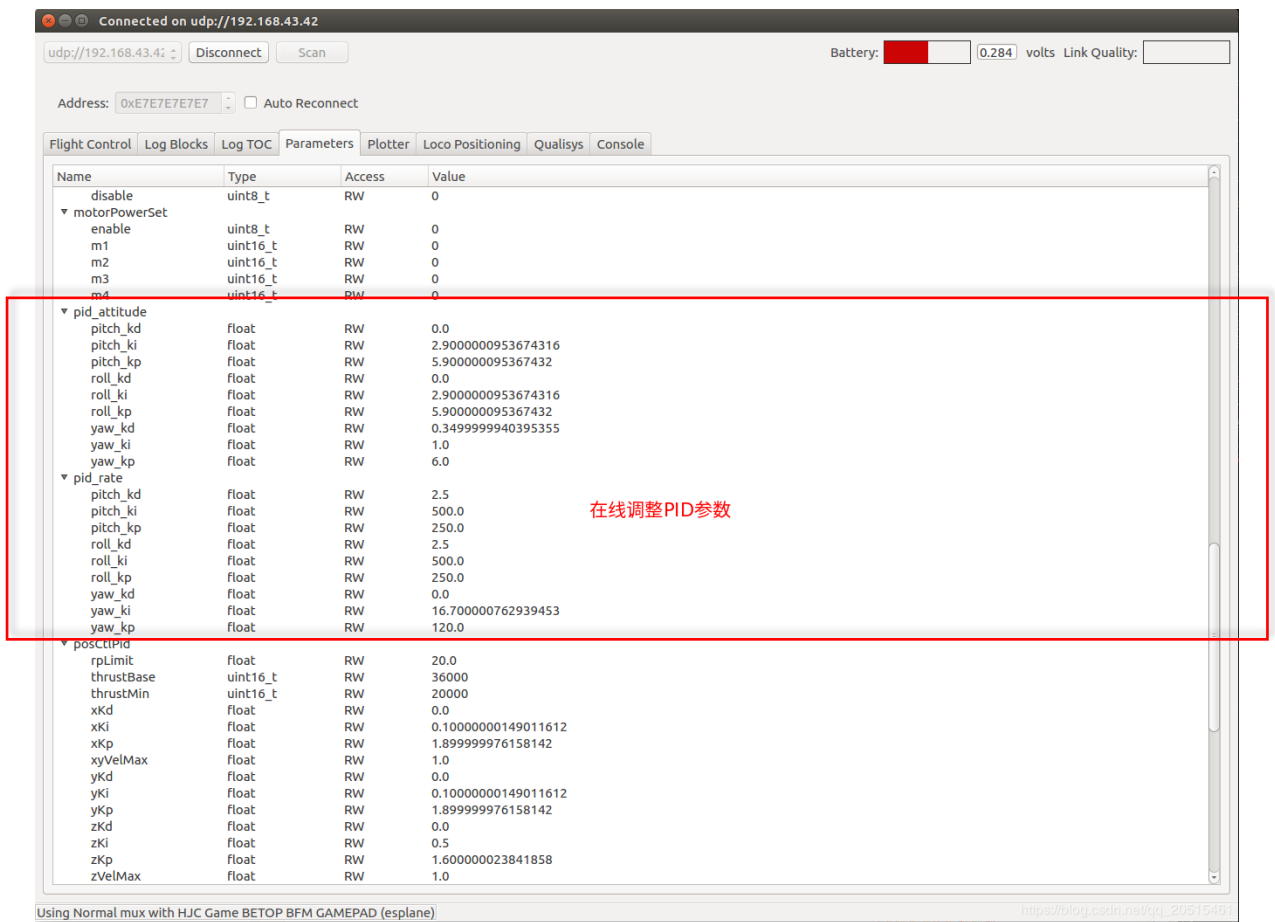 Connected on udp://192.168.43.42
udp://192.168.43.42 Disconnect Scan Battery: 0.284 volts Link Quality:
Address: 0xE7E7E7E7E7 Auto Reconnect
Flight Control Log Blocks Log TOC Parameters Plotter Loco Positioning Qualisys Console
Name Type Access Value
disable uint8_t RW 0
motorPowerSet
enable uint8_t RW 0
m1 uint16_t RW 0
m2 uint16_t RW 0
m3 uint16_t RW 0
m4 uint16_t RW 0
pid_attitude
pitch_kd float RW 0.0
pitch_ki float RW 2.9000000953674316
pitch_kp float RW 5.900000095367432
roll_kd float RW 0.0
roll_ki float RW 2.9000000953674316
roll_kp float RW 5.900000095367432
yaw_kd float RW 0.3499999940395355
yaw_ki float RW 1.0
yaw_kp float RW 6.0
pid_rate
pitch_kd float RW 2.5
pitch_ki float RW 500.0
在线调整PID参数
pitch_kp float RW 250.0
roll_kd float RW 2.5
roll_ki float RW 500.0
roll_kp float RW 250.0
yaw_kd float RW 0.0
yaw_ki float RW 16.700000762939453
yaw_kp float RW 120.0
posCtlPid
rpLimit float RW 20.0
thrustBase uint16_t RW 36000
thrustMin uint16_t RW 20000
xKd float RW 0.0
xKi float RW 0.10000000149011612
xKp float RW 1.899999976158142
xyVelMax float RW 1.0
yKd float RW 0.0
yKi float RW 0.10000000149011612
yKp float RW 1.899999976158142
zKd float RW 0.0
zKi float RW 0.5
zKp float RW 1.600000023841858
zVelMax float RW 1.0
Using Normal mux with HJC Game BETOP BFM GAMEPAD (esplane)
https://blog.csdn.net/qq_20515461